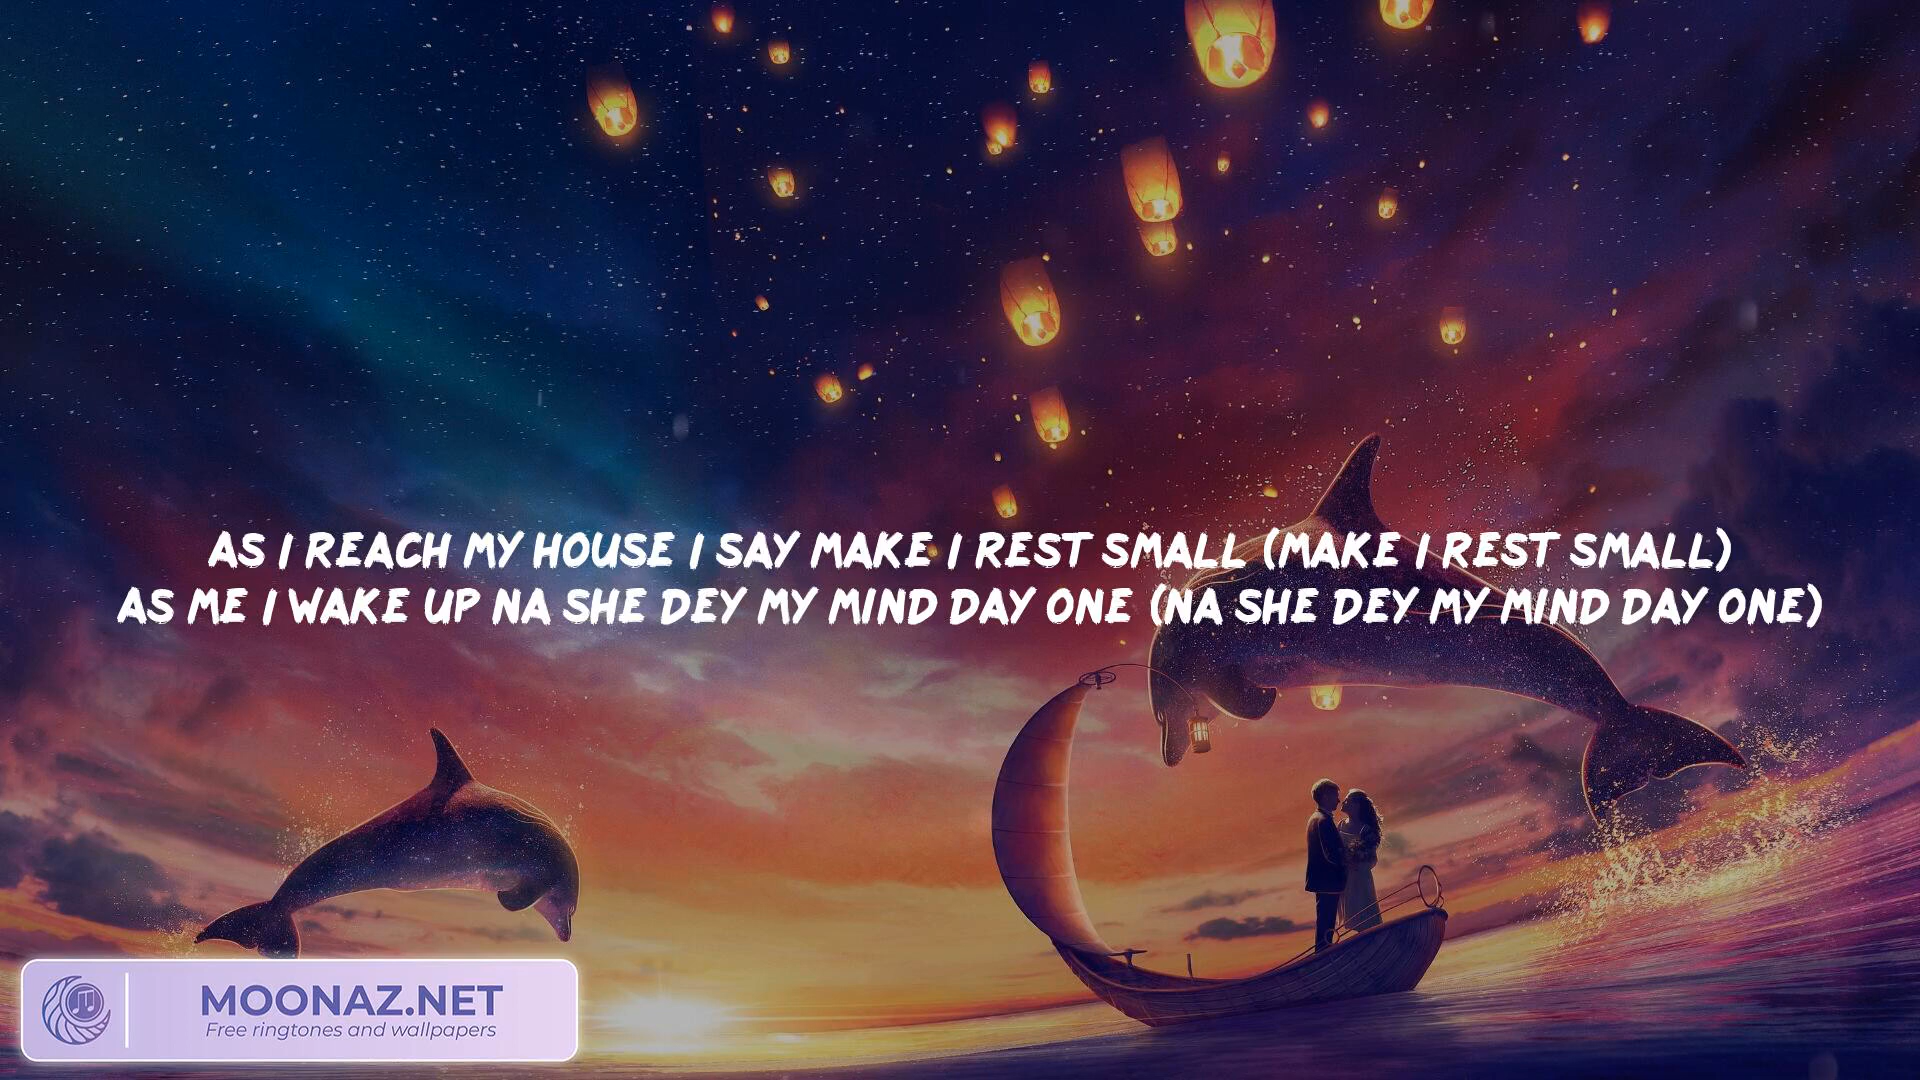 AS I REACH MY HOUSE I SAY MAKE I REST SMALL (MAKE I REST SMALL)
AS ME I WAKE UP NA SHE DEY MY MIND DAY ONE (NA SHE DEY MY MIND DAY ONE)
MOONAZ.NET
Free ringtones and wallpapers